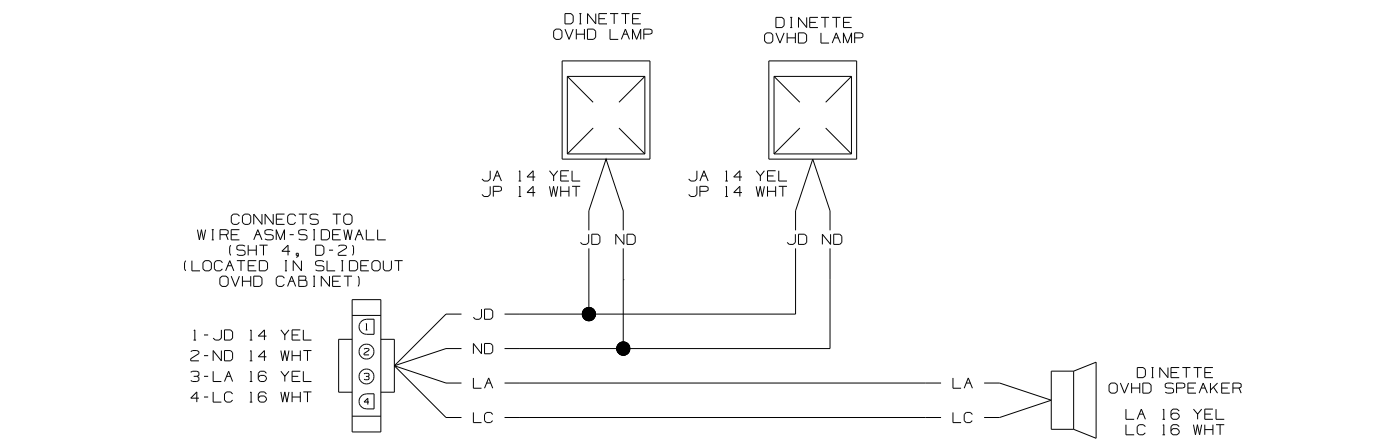 DINETTE
OVHD LAMP
DINETTE
OVHD LAMP
JA 14 YEL
JP 14 WHT
JA 14 YEL
JP 14 WHT
JD ND
JD ND
CONNECTS TO
WIRE ASM-SIDEWALL
(SHT 4, D-2)
(LOCATED IN SLIDEOUT
OVHD CABINET)
1-JD 14 YEL
2-ND 14 WHT
3-LA 16 YEL
4-LC 16 WHT
1
2
3
4
JD
ND
LA
LC
LA
LC
DINETTE
OVHD SPEAKER
LA 16 YEL
LC 16 WHT